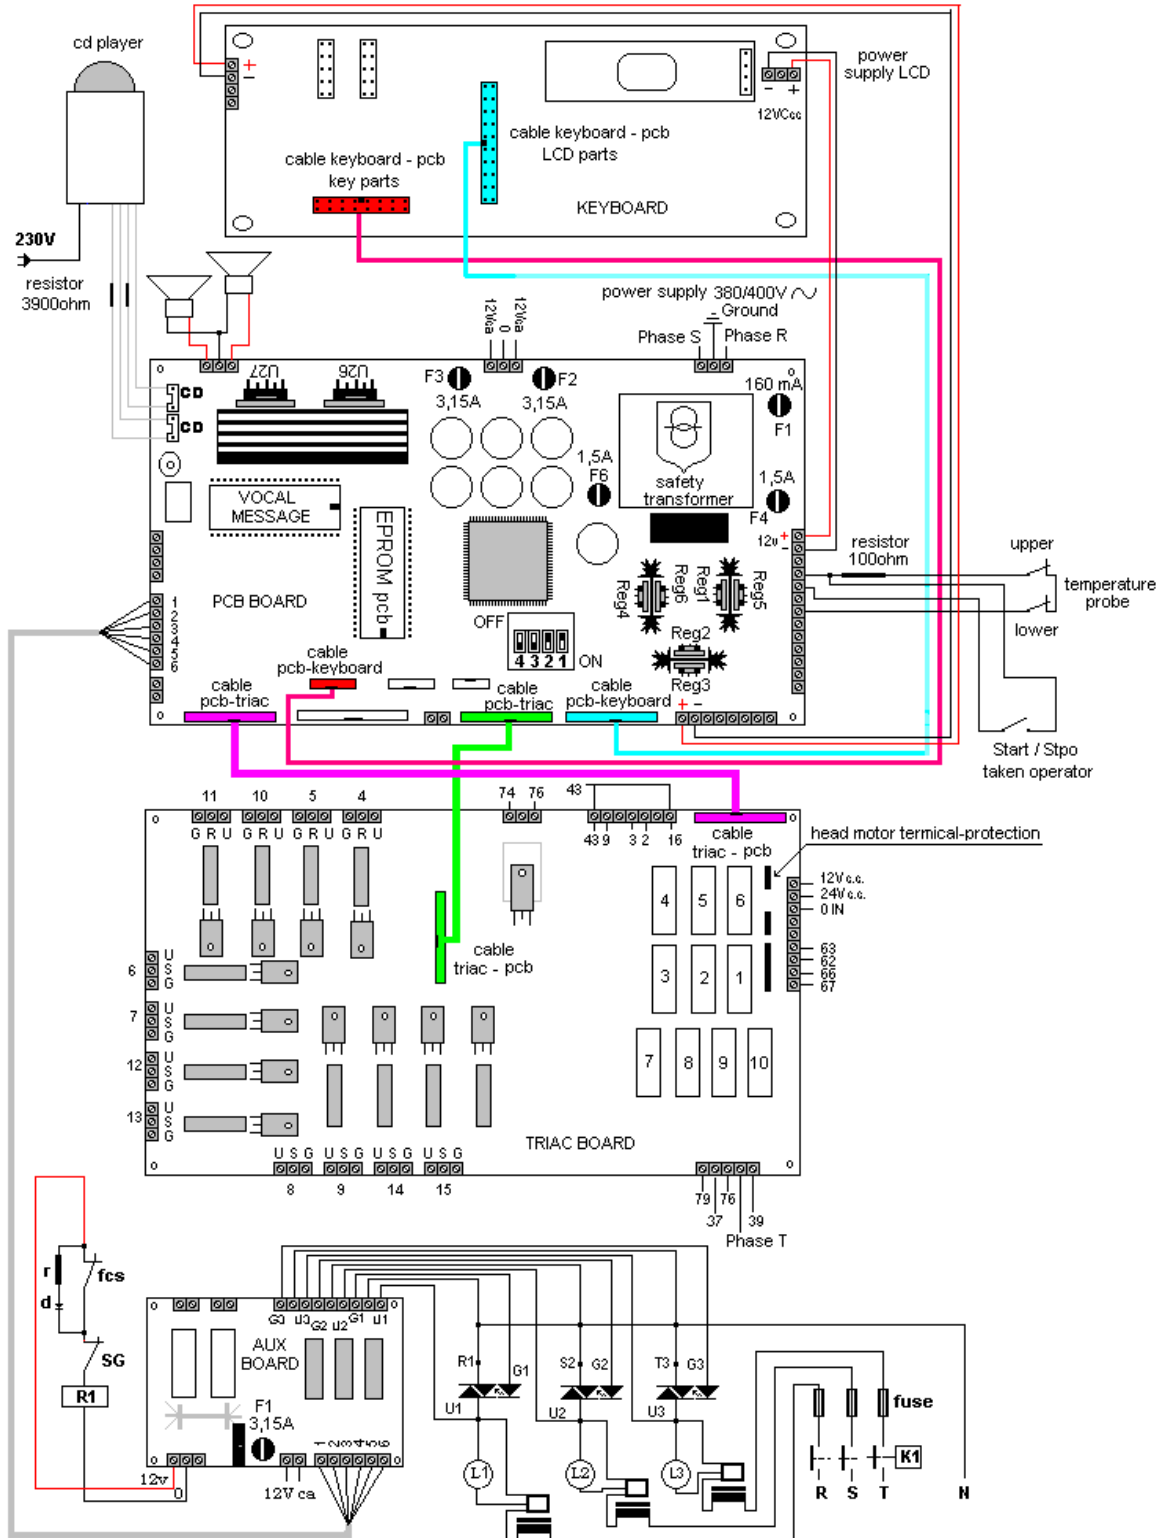 cd player
+
−
power
supply LCD
− +
12VCcc
cable keyboard - pcb
LCD parts
cable keyboard - pcb
key parts
KEYBOARD
230V
resistor
3900ohm
power supply 380/400V
Ground
12Vca
0
12Vca
Phase S
Phase R
U27
U26
F3
3,15A
F2
3,15A
160 mA
F1
CD
CD
1,5A
F6
safety
transformer
1,5A
F4
VOCAL
MESSAGE
EPROM pcb
12v +
−
resistor
100ohm
upper
temperature
probe
lower
Reg4
Reg6
Reg1
Reg5
PCB BOARD
1
2
3
4
5
6
OFF
4 3 2 1
ON
Reg2
Reg3
+ −
cable
pcb-keyboard
cable
pcb-triac
cable
pcb-triac
cable
pcb-keyboard
Start / Stpo
taken operator
11
10
5
4
G R U
G R U
G R U
G R U
74
76
43
43 9 3 2 16
cable
triac - pcb
head motor termical-protection
12V c.c.
24V c.c.
0 IN
63
62
66
67
4 5 6
3 2 1
7 8 9 10
cable
triac - pcb
6
U
S
G
7
U
S
G
12
U
S
G
13
U
S
G
TRIAC BOARD
U S G
U S G
U S G
U S G
8
9
14
15
79
37
76
39
Phase T
r
d
fcs
SG
R1
G3 U3 G2 U2 G1 U1
AUX
BOARD
F1
3,15A
1 2 3 4 5 6
12v
0
12V ca
R1
G1
U1
S2
G2
U2
T3
G3
U3
L1
L2
L3
fuse
K1
R S T
N